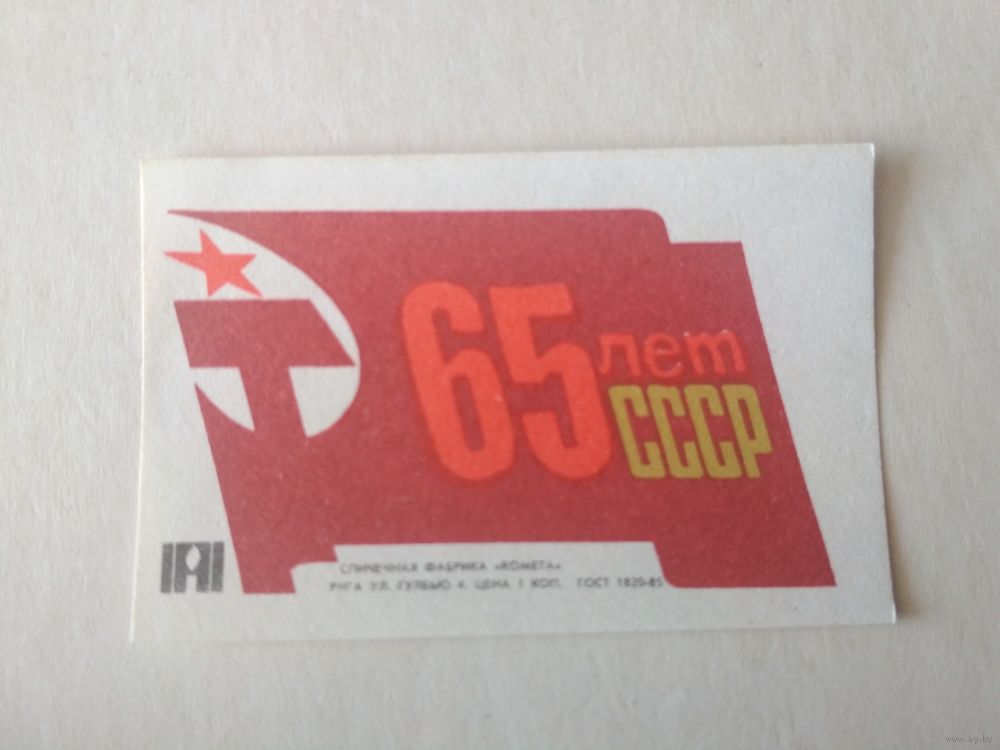 65 лет
СССР
СПИЧЕЧНАЯ ФАБРИКА «КОМЕТА»
РИГА УЛ. ГУЛБЬЮ 4. ЦЕНА 1 КОП. ГОСТ 1820-85
www.ay.by